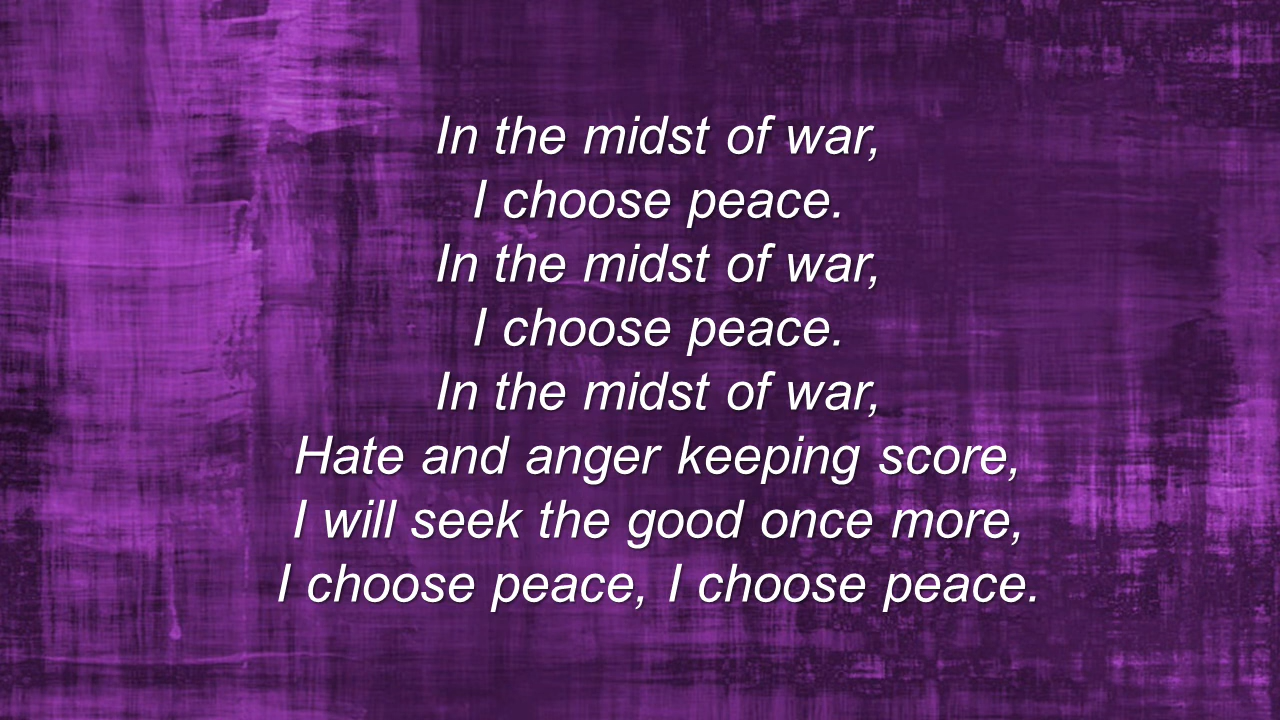 In the midst of war,
I choose peace.
In the midst of war,
I choose peace.
In the midst of war,
Hate and anger keeping score,
I will seek the good once more,
I choose peace, I choose peace.